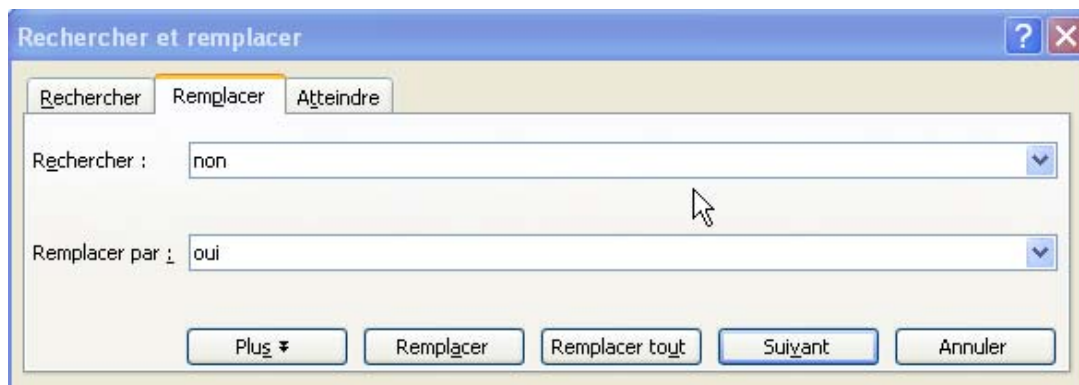 Rechercher et remplacer
Rechercher Remplacer Atteindre
Rechercher : non
Remplacer par : oui
Plus Remplacer Remplacer tout Suivant Annuler